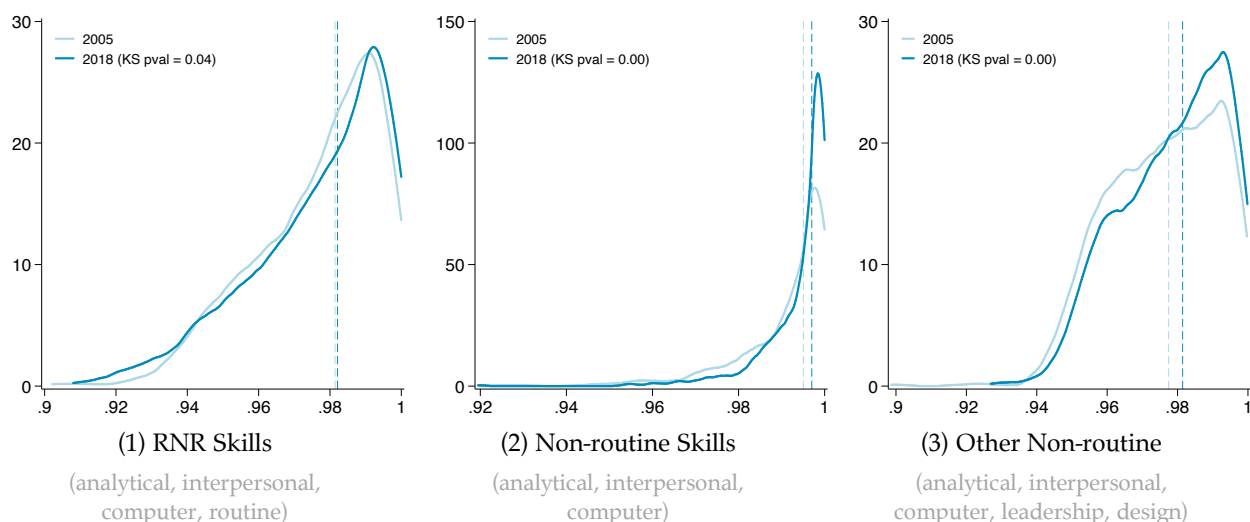 30
20
10
0
.9
.92
.94
.96
.98
1
2005
2018 (KS pval = 0.04)
(1) RNR Skills
(analytical, interpersonal,
computer, routine)
150
100
50
0
.92
.94
.96
.98
1
2005
2018 (KS pval = 0.00)
(2) Non-routine Skills
(analytical, interpersonal,
computer)
30
20
10
0
.9
.92
.94
.96
.98
1
2005
2018 (KS pval = 0.00)
(3) Other Non-routine
(analytical, interpersonal,
computer, leadership, design)